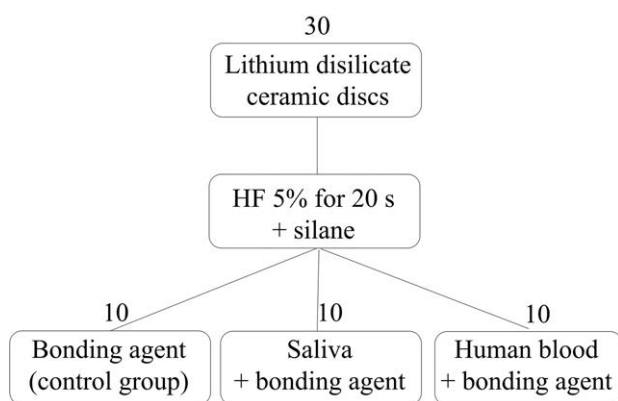 30
Lithium disilicate
ceramic discs
HF 5% for 20 s
+ silane
10
Bonding agent
(control group)
10
Saliva
+ bonding agent
10
Human blood
+ bonding agent